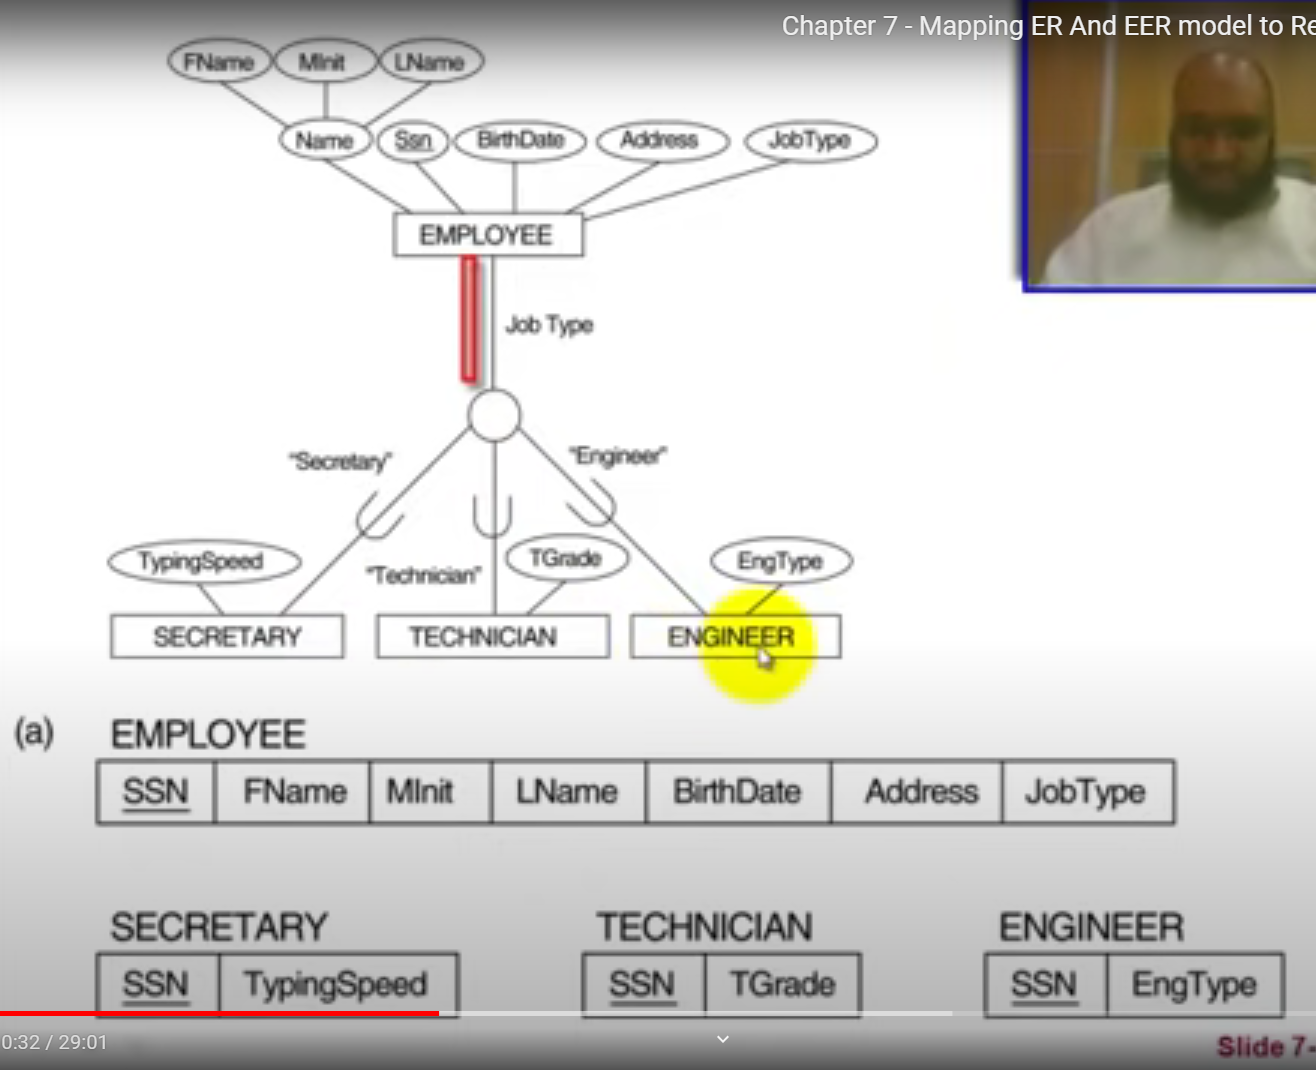 Chapter 7 - Mapping ER And EER model to Re
FName MInit LName
Name Ssn BirthDate Address JobType
EMPLOYEE
Job Type
"Secretary" "Engineer"
TypingSpeed "Technician" TGrade EngType
SECRETARY TECHNICIAN ENGINEER
(a) EMPLOYEE
SSN FName MInit LName BirthDate Address JobType
SECRETARY TECHNICIAN ENGINEER
SSN TypingSpeed SSN TGrade SSN EngType
0:32 / 29:01
Slide 7-